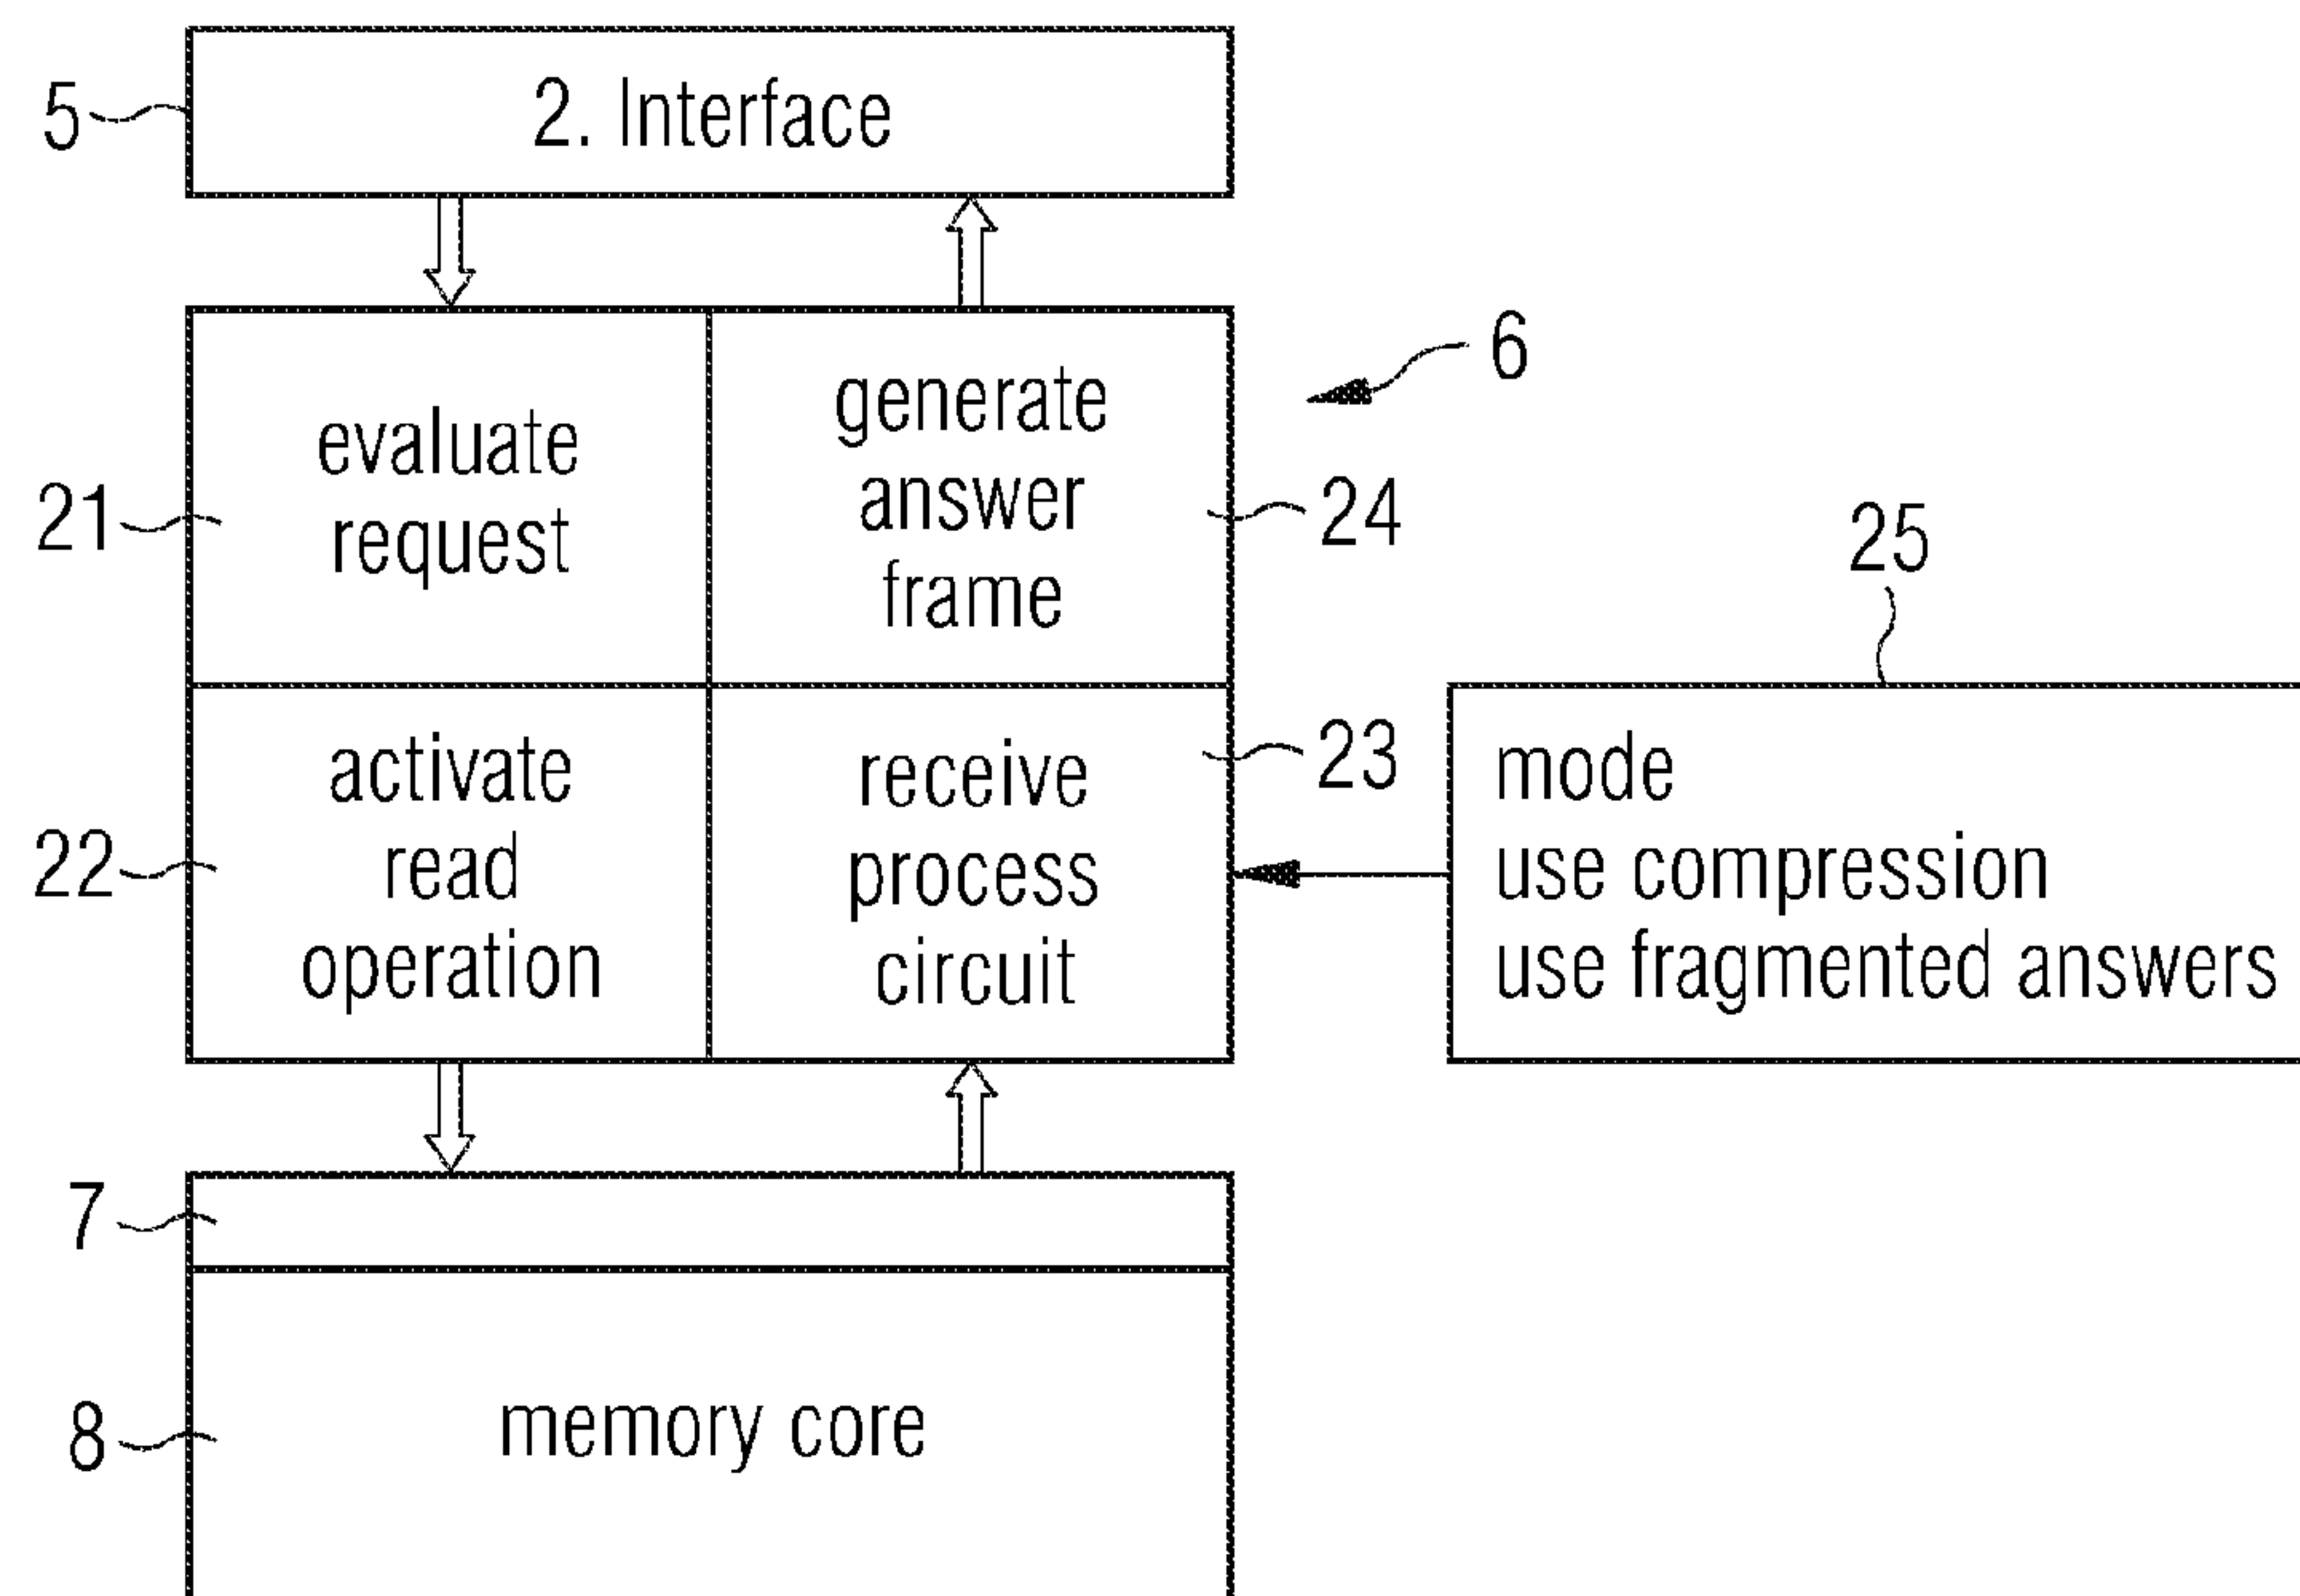 5
2. Interface
6
evaluate
request
21
generate
answer
frame
24
25
activate
read
operation
22
receive
process
circuit
23
mode
use compression
use fragmented answers
7
8
memory core